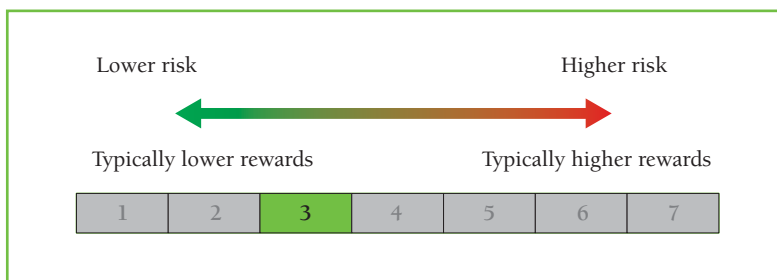 Lower risk Higher risk
Typically lower rewards Typically higher rewards
1 2 3 4 5 6 7